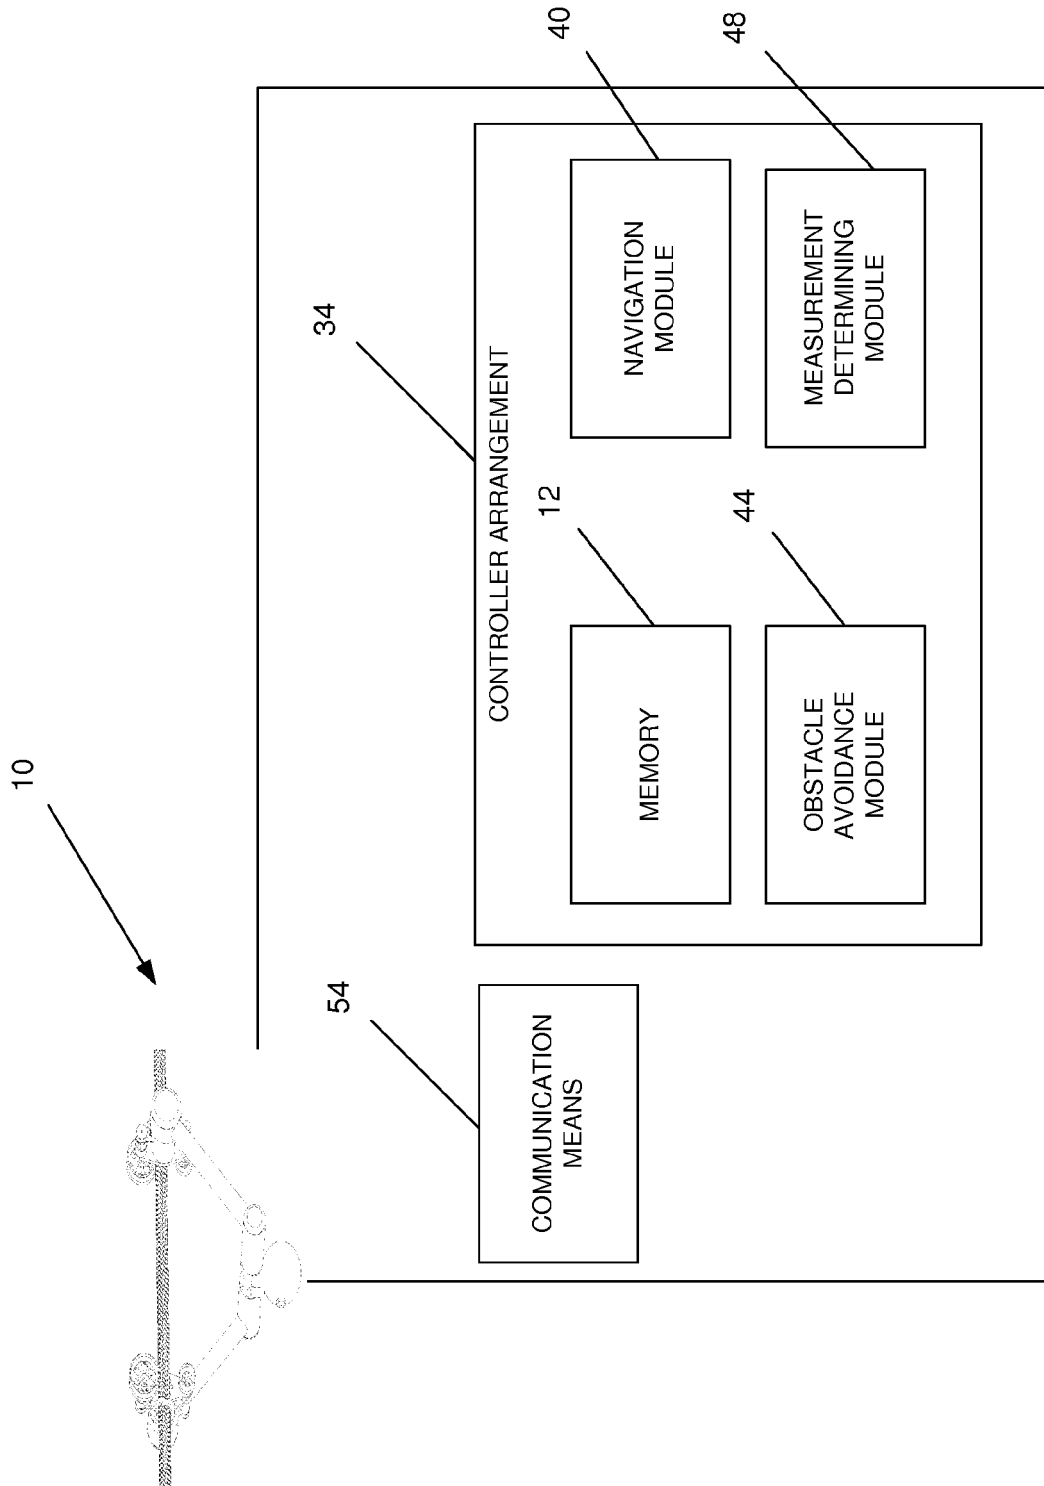 10
54
COMMUNICATION
MEANS
34
CONTROLLER ARRANGEMENT
12
MEMORY
40
NAVIGATION
MODULE
44
OBSTACLE
AVOIDANCE
MODULE
48
MEASUREMENT
DETERMINING
MODULE